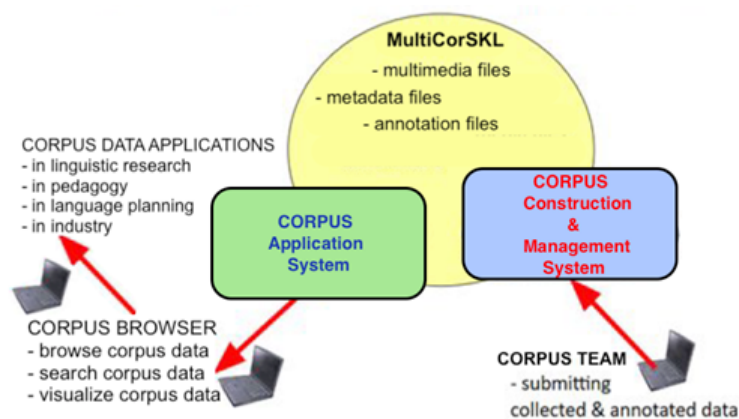 MultiCorSKL
- multimedia files
- metadata files
- annotation files
CORPUS DATA APPLICATIONS
- in linguistic research
- in pedagogy
- in language planning
- in industry
CORPUS
Application
System
CORPUS
Construction
&
Management
System
CORPUS BROWSER
- browse corpus data
- search corpus data
- visualize corpus data
CORPUS TEAM
- submitting
collected & annotated data